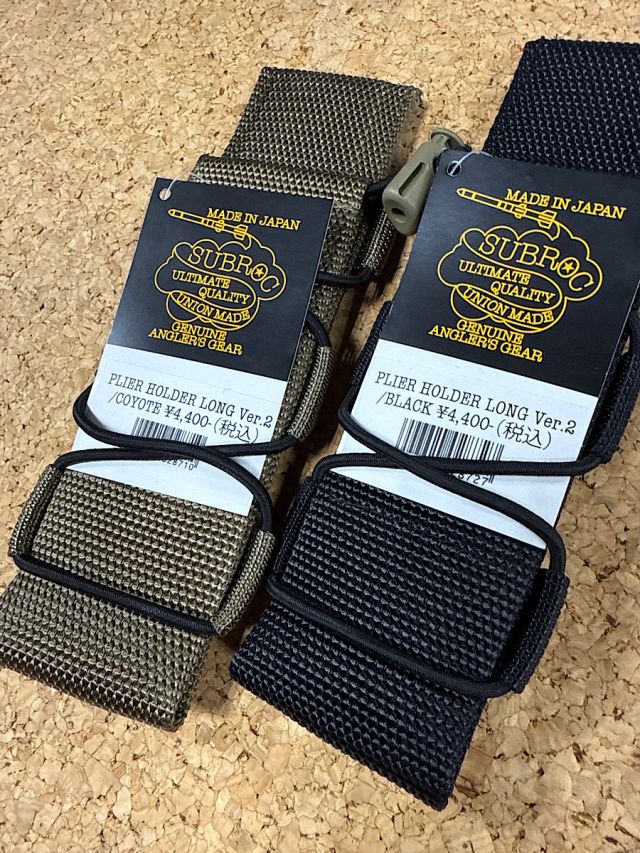 MADE IN JAPAN
SUBROC
ULTIMATE
QUALITY
UNION MADE
GENUINE
ANGLER'S GEAR
PLIER HOLDER LONG Ver.2
/COYOTE ¥4,400-(税込)
028710
MADE IN JAPAN
SUBROC
ULTIMATE
QUALITY
UNION MADE
GENUINE
ANGLER'S GEAR
PLIER HOLDER LONG Ver.2
/BLACK ¥4,400-(税込)